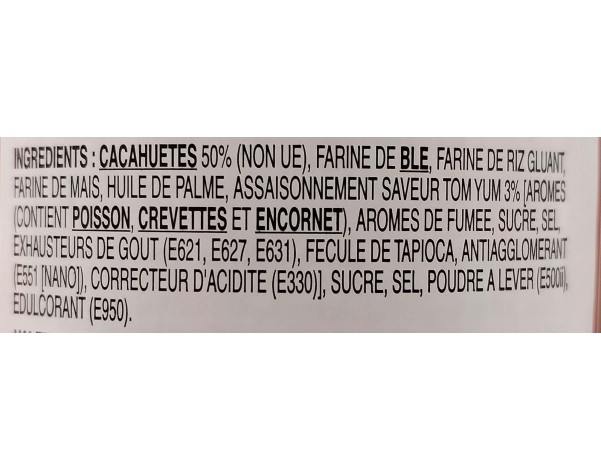 INGREDIENTS : CACAHUETES 50% (NON UE), FARINE DE BLE, FARINE DE RIZ GLUANT,
FARINE DE MAIS, HUILE DE PALME, ASSAISONNEMENT SAVEUR TOM YUM 3% [AROMES
(CONTIENT POISSON, CREVETTES ET ENCORNET), AROMES DE FUMEE, SUCRE, SEL,
EXHAUSTEURS DE GOUT (E621, E627, E631), FECULE DE TAPIOCA, ANTIAGGLOMERANT
(E551 [NANO]), CORRECTEUR D'ACIDITE (E330)], SUCRE, SEL, POUDRE A LEVER (E500ii),
EDULCORANT (E950).